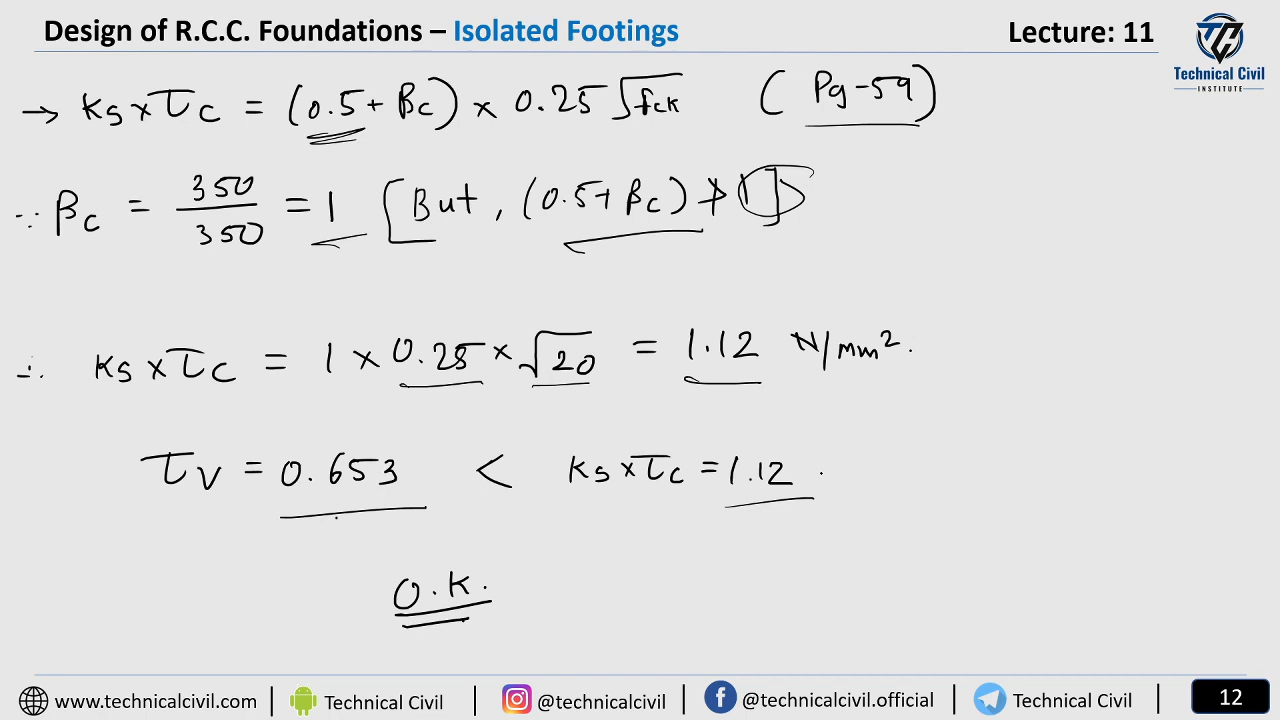 Design of R.C.C. Foundations – Isolated Footings
Lecture: 11
TC
Technical Civil
INSTITUTE
→ ks×τc = (0.5+βc) × 0.25 √fck (Pg-59)
∵ βc = 350/350 = 1 [But, (0.5+βc) ≯ 1]
∴ ks×τc = 1 × 0.25 × √20 = 1.12 N/mm².
τv = 0.653 < ks×τc = 1.12.
O.K.
www.technicalcivil.com | Technical Civil | @technicalcivil | @technicalcivil.official | Technical Civil | 12